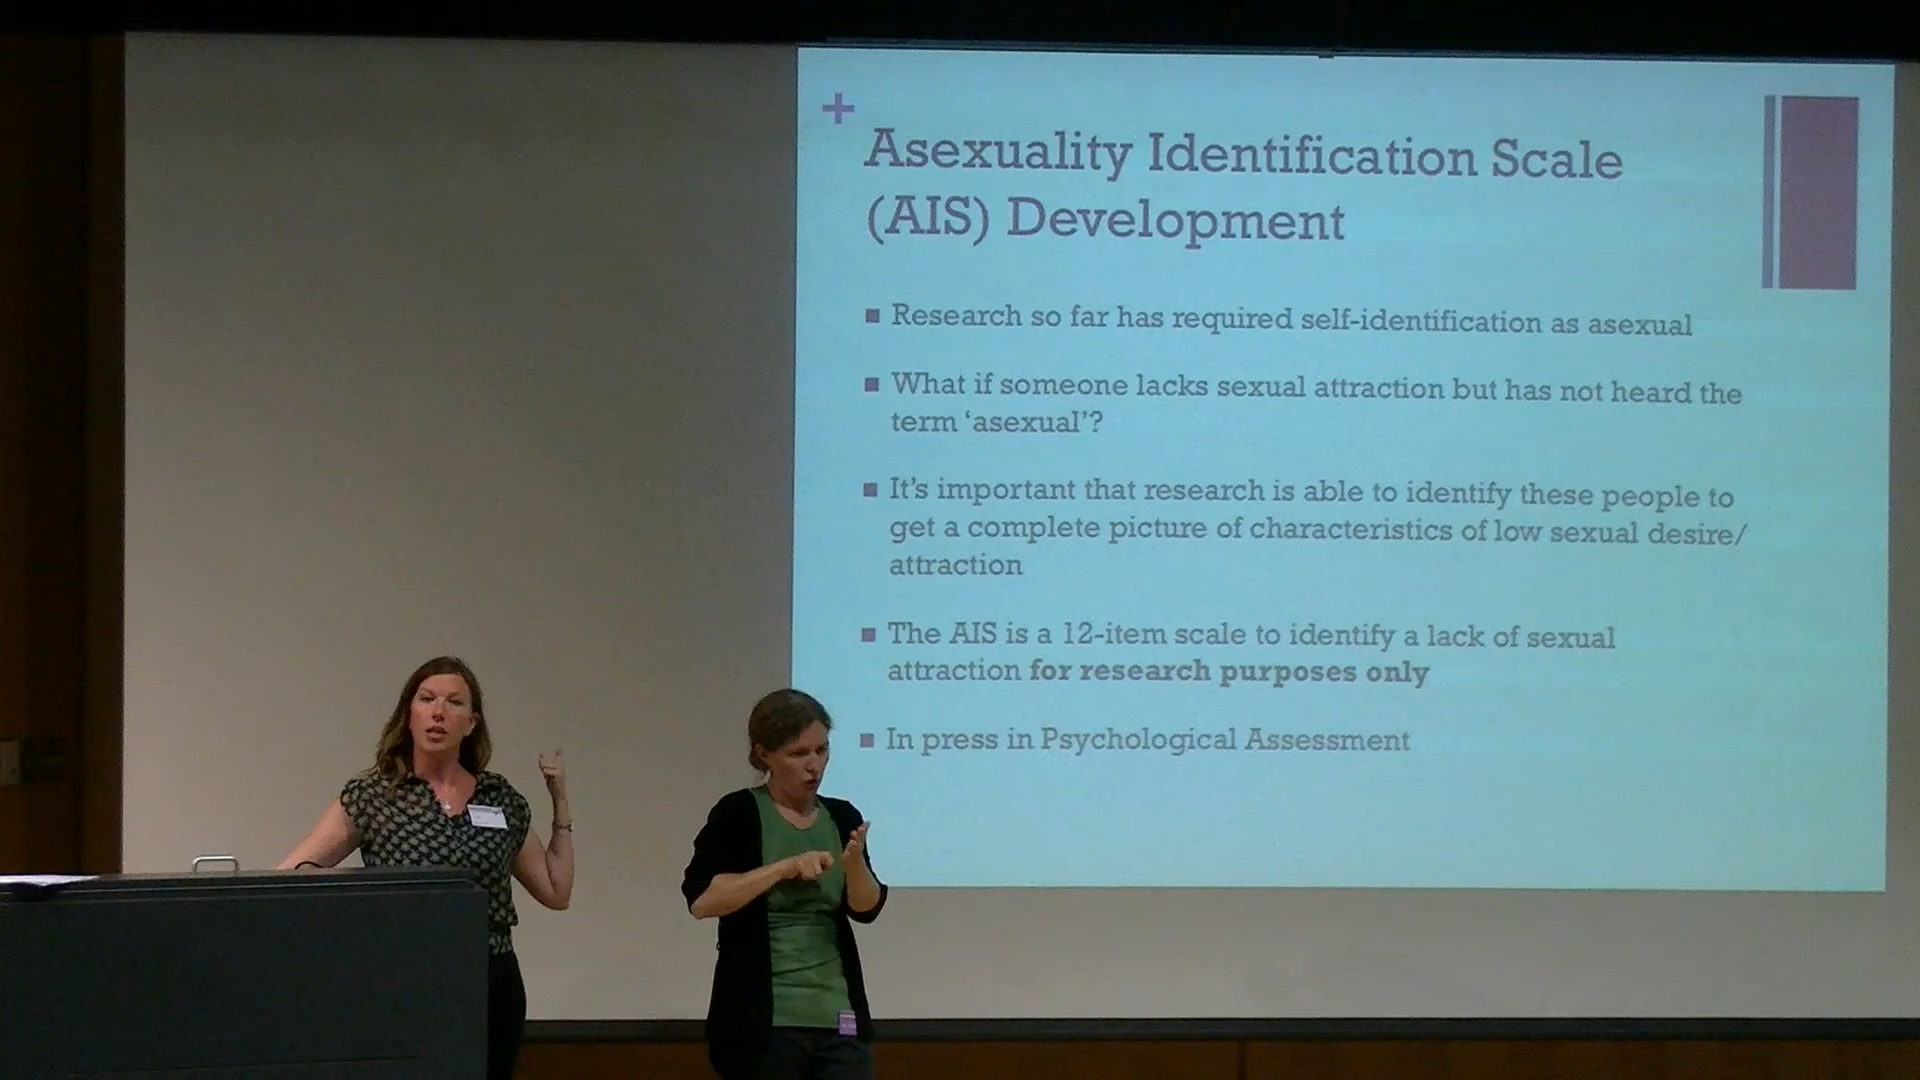 +
Asexuality Identification Scale
(AIS) Development
Research so far has required self-identification as asexual
What if someone lacks sexual attraction but has not heard the
term ‘asexual’?
It’s important that research is able to identify these people to
get a complete picture of characteristics of low sexual desire/
attraction
The AIS is a 12-item scale to identify a lack of sexual
attraction for research purposes only
In press in Psychological Assessment